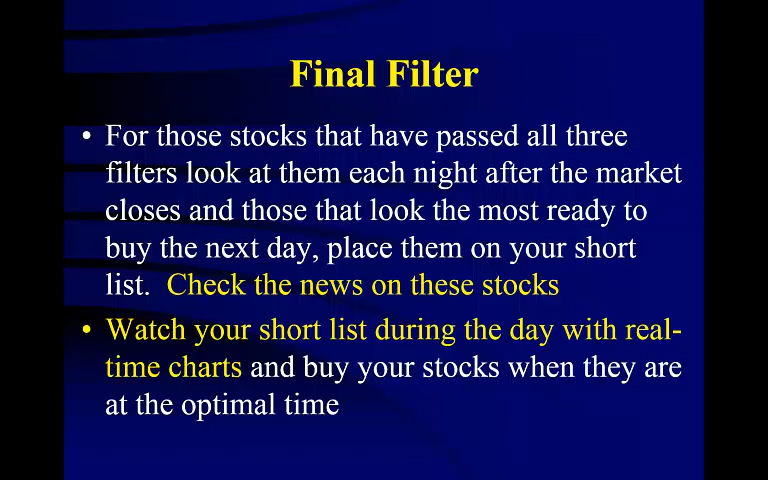 Final Filter
• For those stocks that have passed all three
filters look at them each night after the market
closes and those that look the most ready to
buy the next day, place them on your short
list.  Check the news on these stocks
• Watch your short list during the day with real-
time charts and buy your stocks when they are
at the optimal time